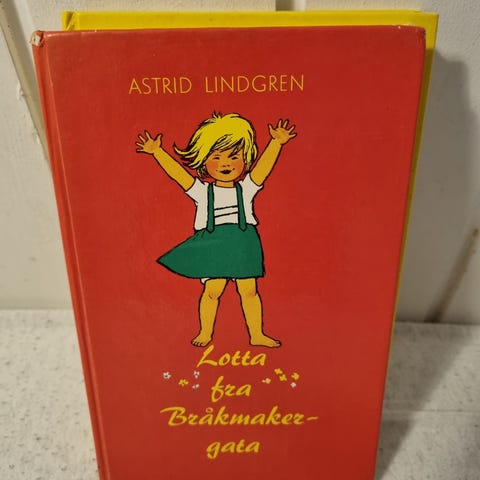 ASTRID LINDGREN
Lotta
fra
Bråkmaker-
gata